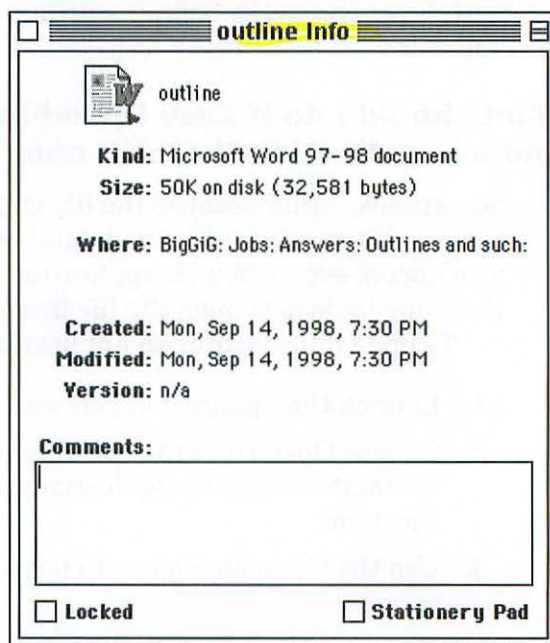 outline Info
outline
Kind: Microsoft Word 97-98 document
Size: 50K on disk (32,581 bytes)
Where: BigGiG: Jobs: Answers: Outlines and such:
Created: Mon, Sep 14, 1998, 7:30 PM
Modified: Mon, Sep 14, 1998, 7:30 PM
Version: n/a
Comments:
Locked Stationery Pad